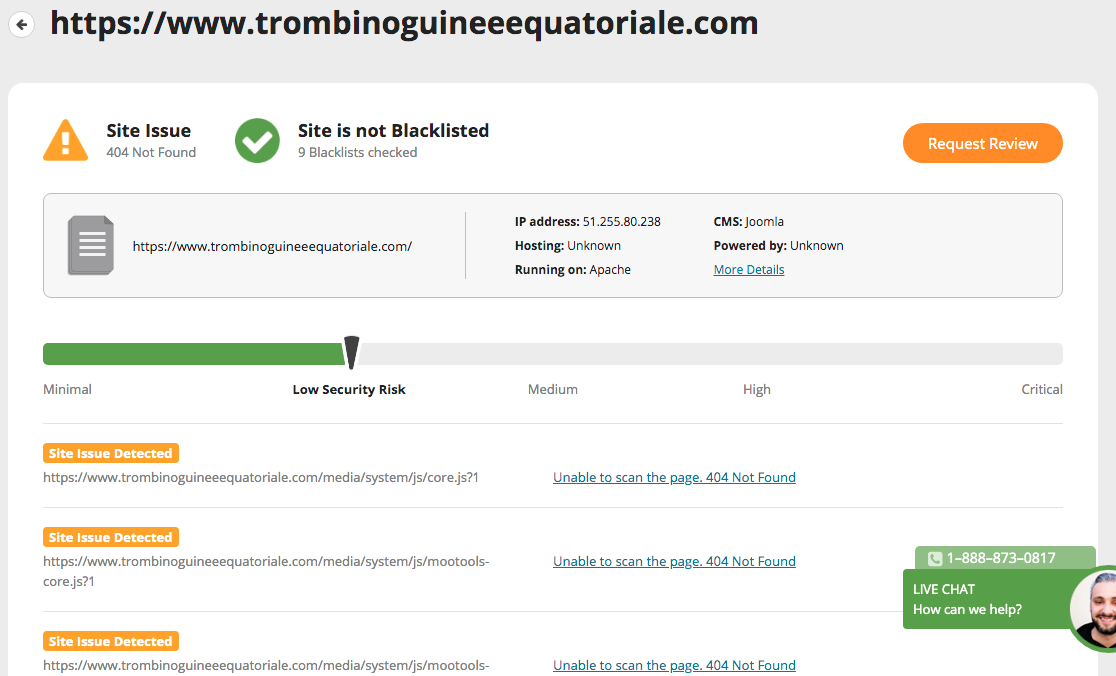 https://www.trombinoguineeequatoriale.com
Site Issue
404 Not Found
Site is not Blacklisted
9 Blacklists checked
Request Review
https://www.trombinoguineeequatoriale.com/
IP address: 51.255.80.238
Hosting: Unknown
Running on: Apache
CMS: Joomla
Powered by: Unknown
More Details
Minimal
Low Security Risk
Medium
High
Critical
Site Issue Detected
https://www.trombinoguineeequatoriale.com/media/system/js/core.js?1
Unable to scan the page. 404 Not Found
Site Issue Detected
https://www.trombinoguineeequatoriale.com/media/system/js/mootools-
core.js?1
Unable to scan the page. 404 Not Found
1–888–873–0817
LIVE CHAT
How can we help?
Site Issue Detected
https://www.trombinoguineeequatoriale.com/media/system/js/mootools-
Unable to scan the page. 404 Not Found